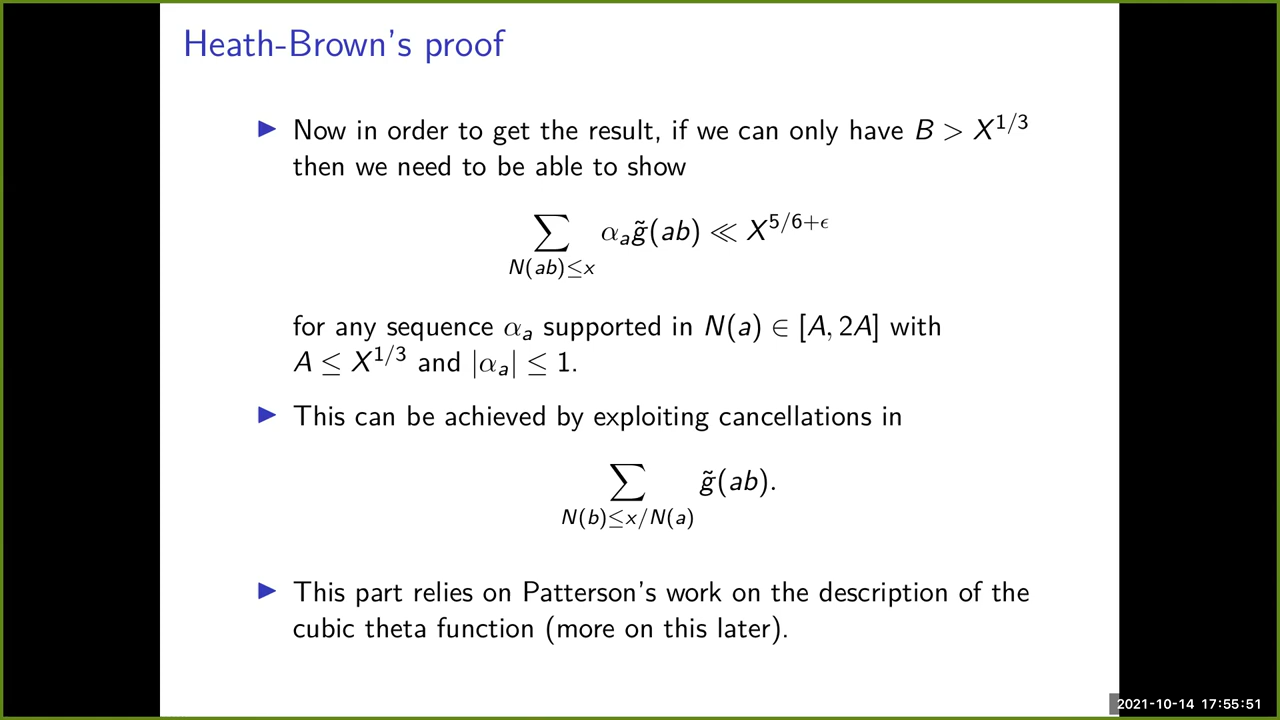 Heath-Brown's proof
▶ Now in order to get the result, if we can only have B > X^{1/3}
then we need to be able to show
∑_{N(ab)≤x} α_a g̃(ab) ≪ X^{5/6+ϵ}
for any sequence α_a supported in N(a) ∈ [A, 2A] with
A ≤ X^{1/3} and |α_a| ≤ 1.
▶ This can be achieved by exploiting cancellations in
∑_{N(b)≤x/N(a)} g̃(ab).
▶ This part relies on Patterson's work on the description of the
cubic theta function (more on this later).
2021-10-14 17:55:51